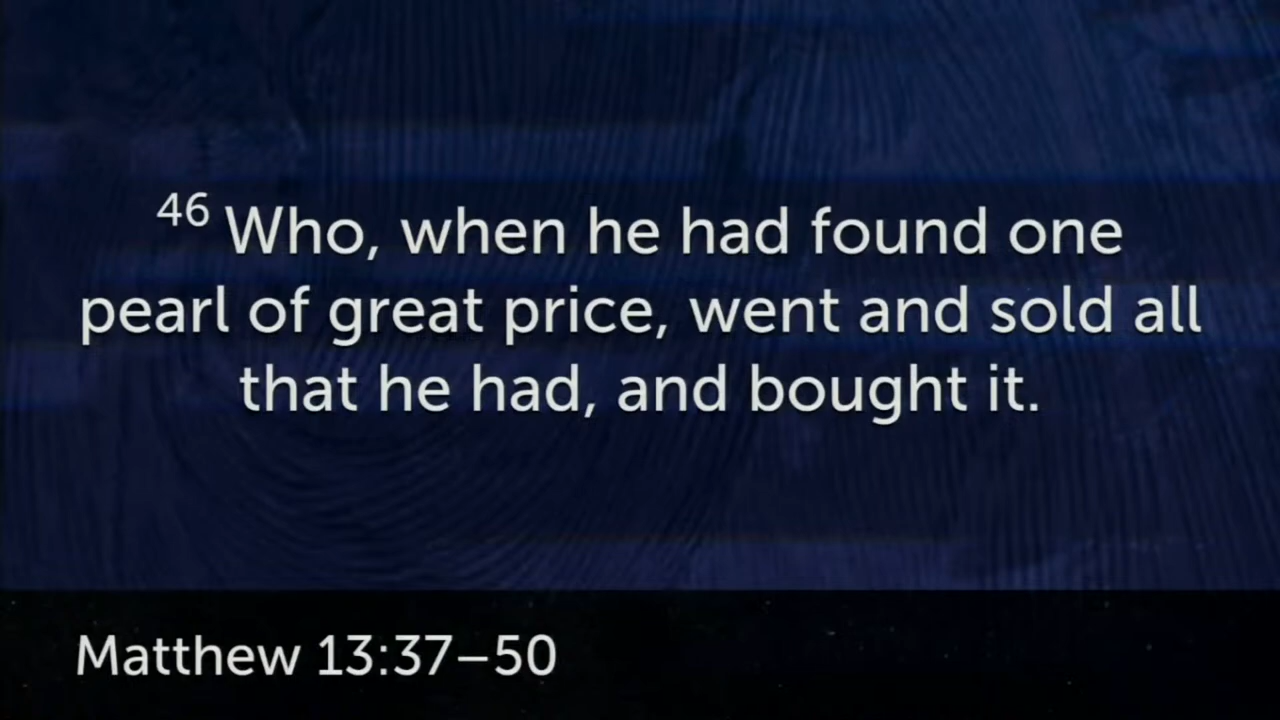 46 Who, when he had found one
pearl of great price, went and sold all
that he had, and bought it.
Matthew 13:37–50